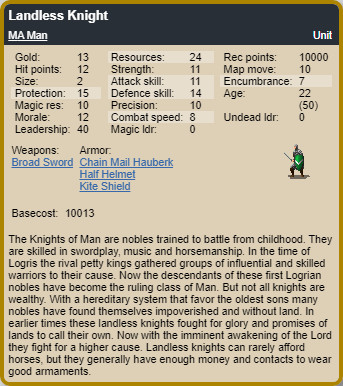 Landless Knight
MA Man Unit
Gold: 13 Resources: 24 Rec points: 10000
Hit points: 12 Strength: 11 Map move: 10
Size: 2 Attack skill: 11 Encumbrance: 7
Protection: 15 Defence skill: 14 Age: 22
Magic res: 10 Precision: 10 (50)
Morale: 12 Combat speed: 8 Undead ldr: 0
Leadership: 40 Magic ldr: 0
Weapons: Armor:
Broad Sword Chain Mail Hauberk
Half Helmet
Kite Shield
Basecost: 10013
The Knights of Man are nobles trained to battle from childhood. They
are skilled in swordplay, music and horsemanship. In the time of
Logris the rival petty kings gathered groups of influential and skilled
warriors to their cause. Now the descendants of these first Logrian
nobles have become the ruling class of Man. But not all knights are
wealthy. With a hereditary system that favor the oldest sons many
nobles have found themselves impoverished and without land. In
earlier times these landless knights fought for glory and promises of
lands to call their own. Now with the imminent awakening of the Lord
they fight for a higher cause. Landless knights can rarely afford
horses, but they generally have enough money and contacts to wear
good armaments.